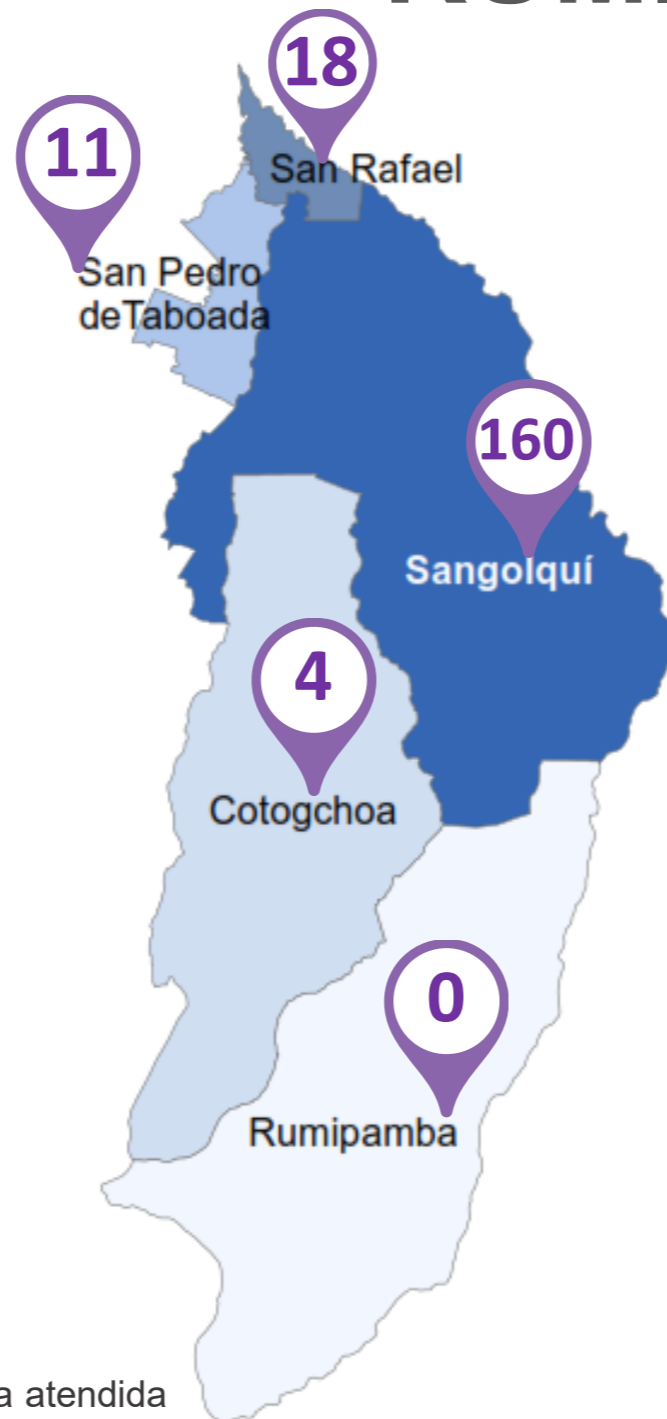 18
San Rafael
11
San Pedro
deTaboada
160
Sangolquí
4
Cotogchoa
0
Rumipamba
a atendida